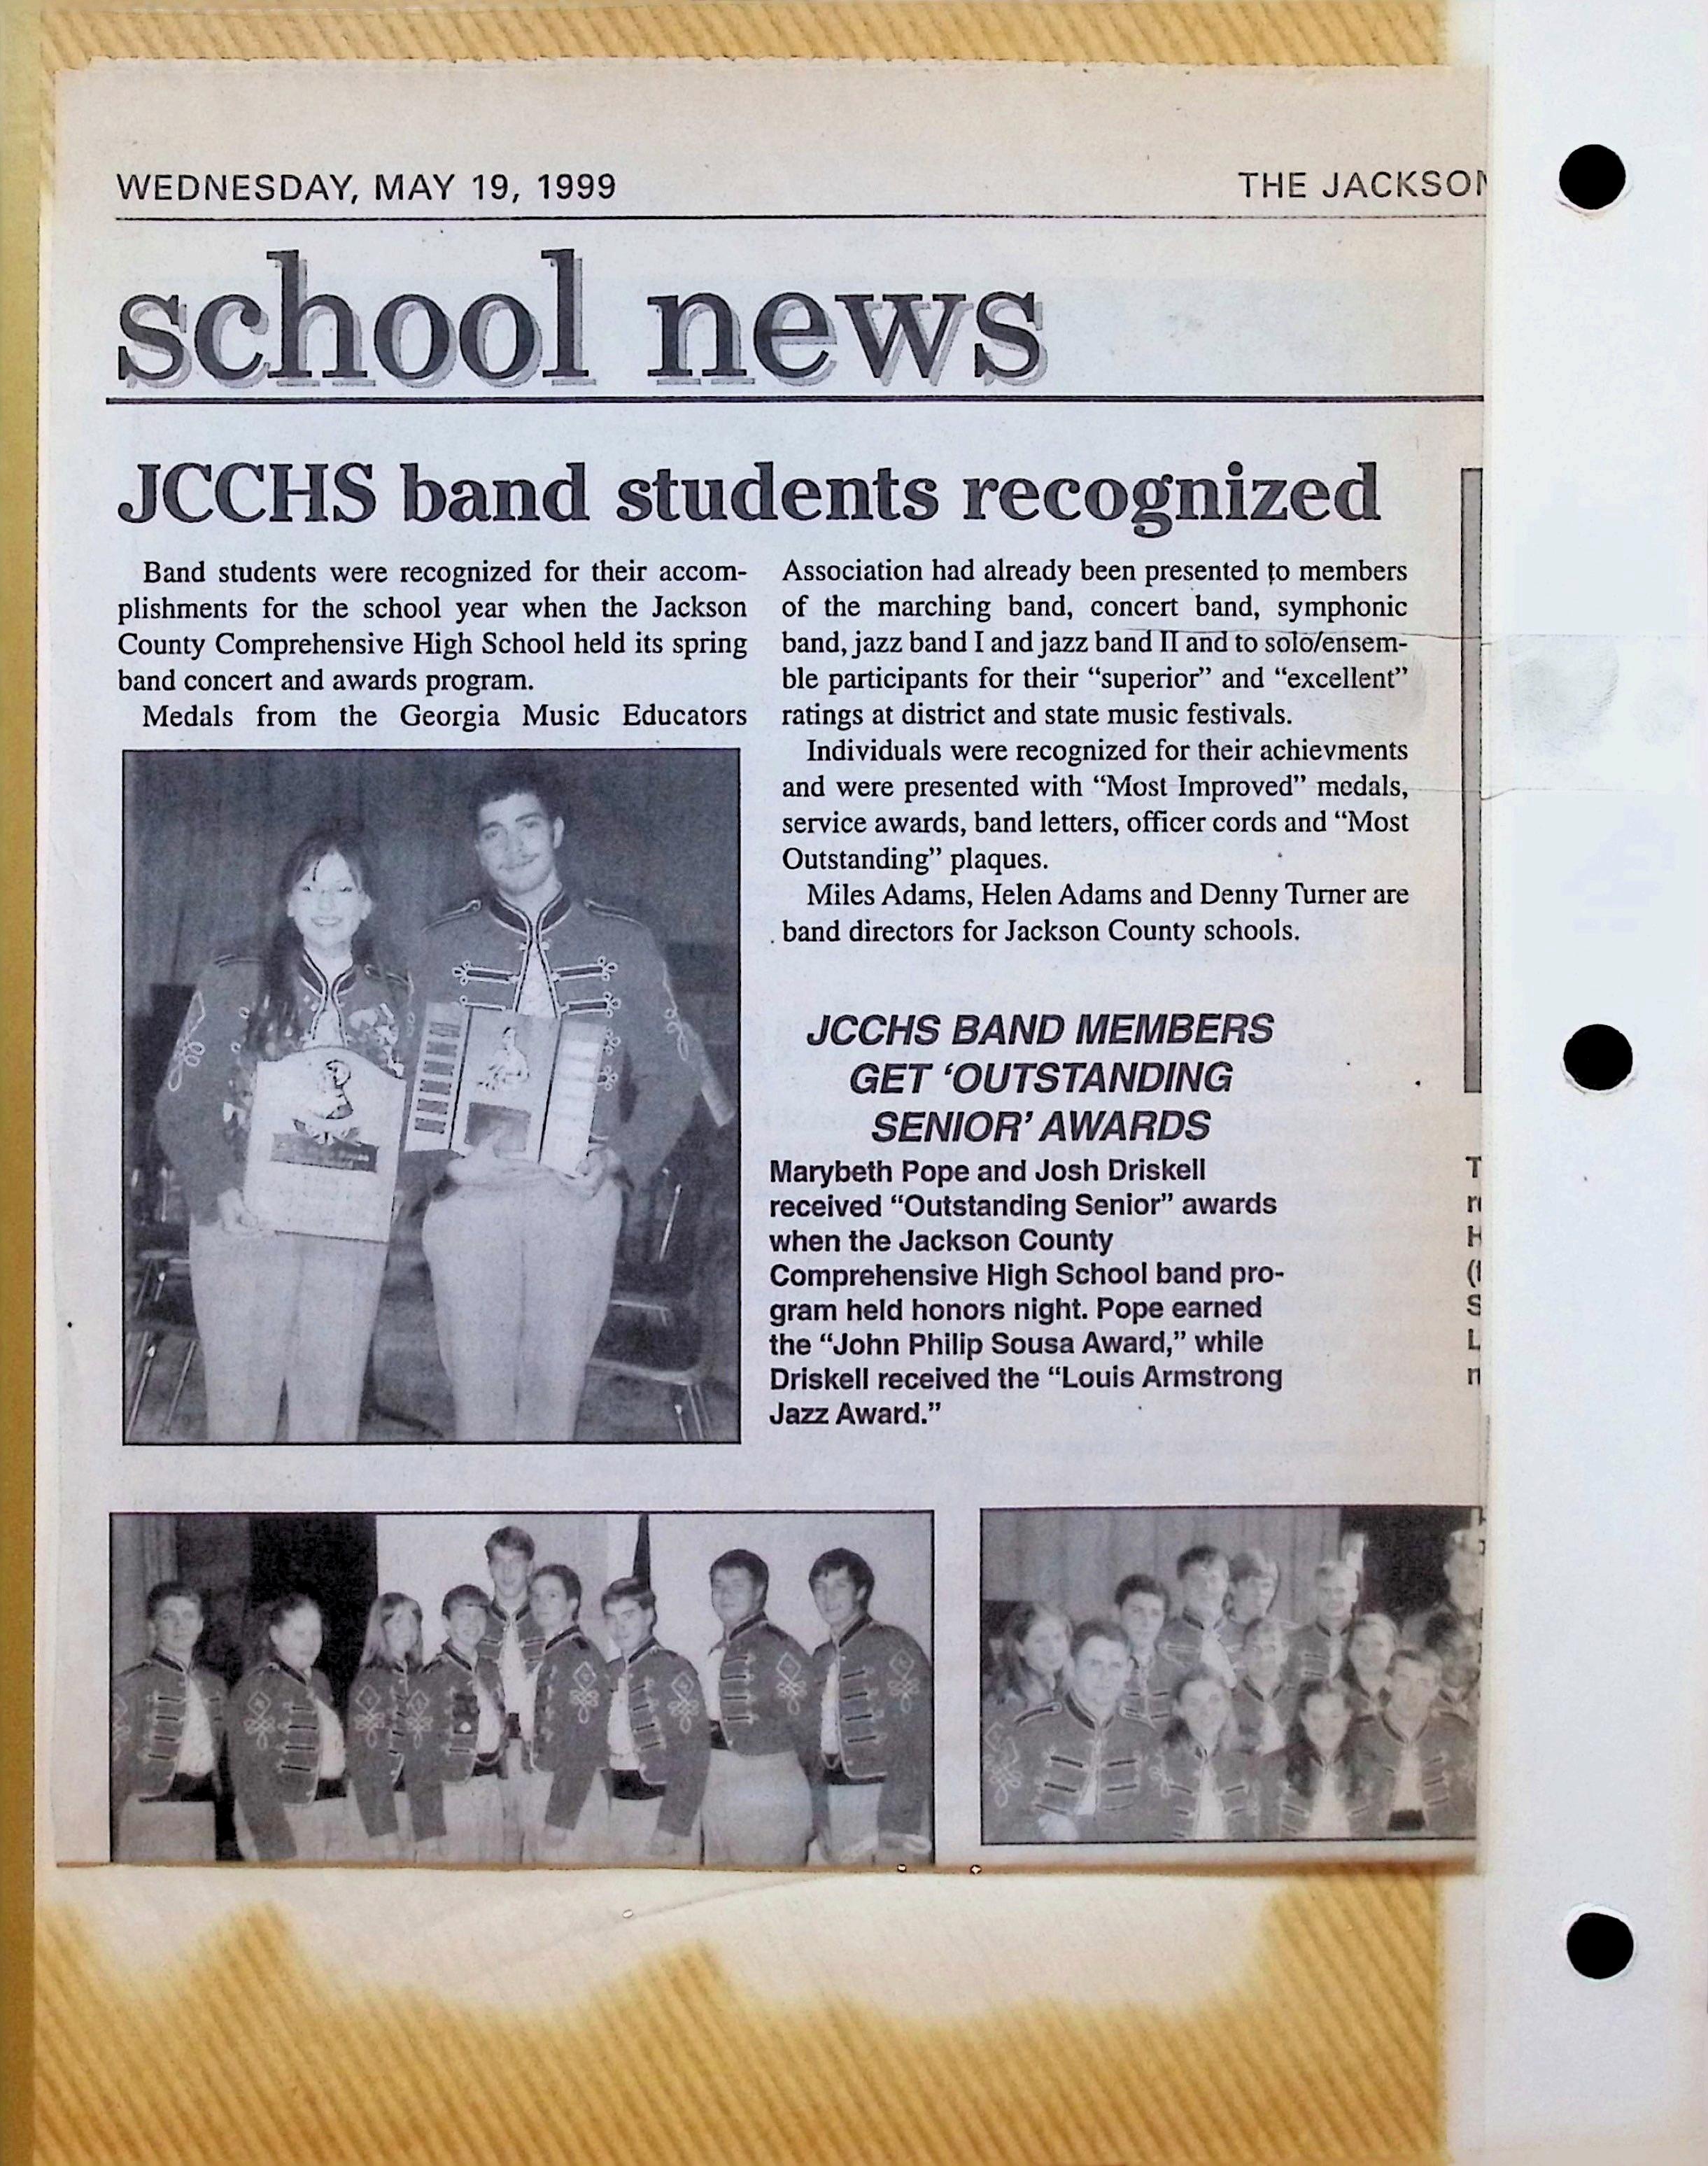 WEDNESDAY, MAY 19, 1999
THE JACKSON
school news
JCCHS band students recognized
Band students were recognized for their accom-
plishments for the school year when the Jackson
County Comprehensive High School held its spring
band concert and awards program.
Medals from the Georgia Music Educators
Association had already been presented to members
of the marching band, concert band, symphonic
band, jazz band I and jazz band II and to solo/ensem-
ble participants for their “superior” and “excellent”
ratings at district and state music festivals.
Individuals were recognized for their achievments
and were presented with “Most Improved” medals,
service awards, band letters, officer cords and “Most
Outstanding” plaques.
Miles Adams, Helen Adams and Denny Turner are
band directors for Jackson County schools.
JCCHS BAND MEMBERS
GET ‘OUTSTANDING
SENIOR’ AWARDS
Marybeth Pope and Josh Driskell
received “Outstanding Senior” awards
when the Jackson County
Comprehensive High School band pro-
gram held honors night. Pope earned
the “John Philip Sousa Award,” while
Driskell received the “Louis Armstrong
Jazz Award.”